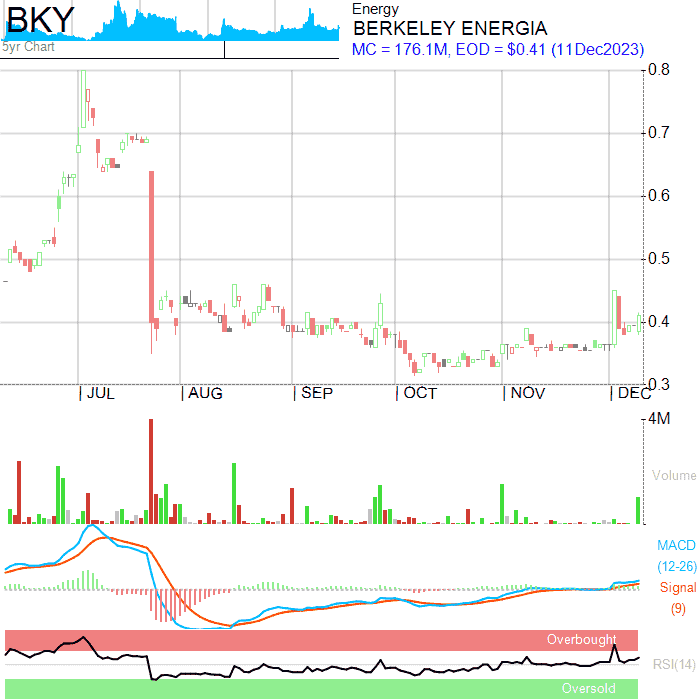 BKY
5yr Chart
Energy
BERKELEY ENERGIA
MC = 176.1M, EOD = $0.41 (11Dec2023)
0.8
0.7
0.6
0.5
0.4
0.3
JUL AUG SEP OCT NOV DEC
4M
Volume
MACD
(12-26)
Signal
(9)
Overbought
RSI(14)
Oversold